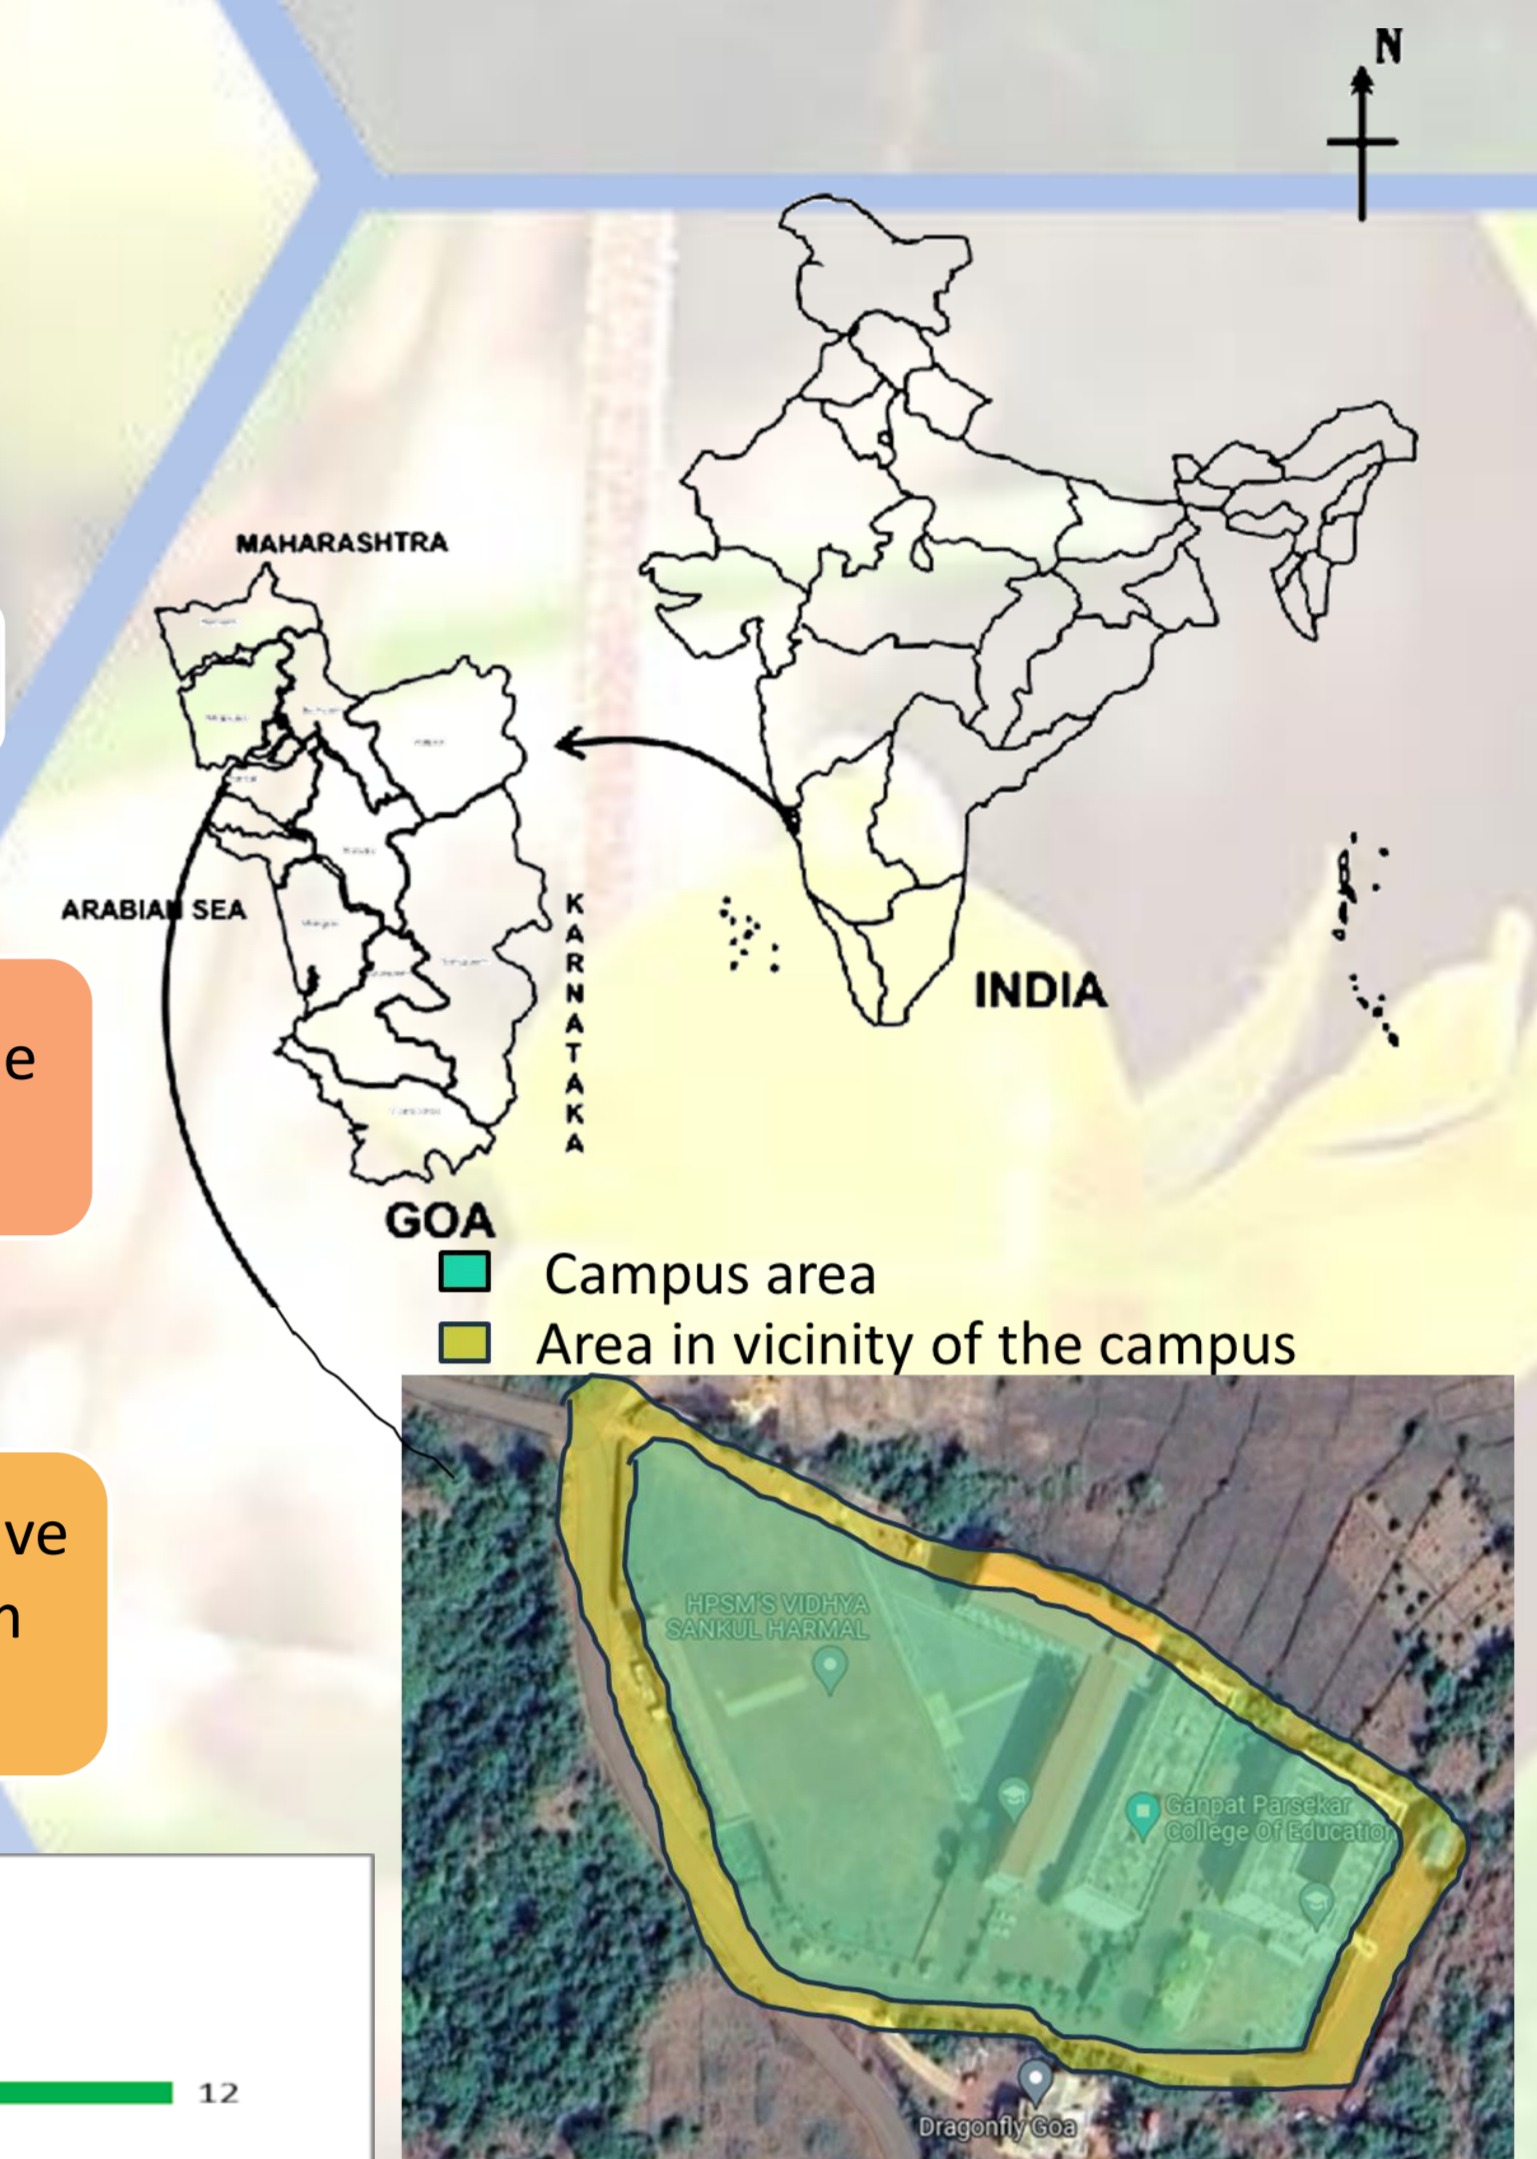 N
MAHARASHTRA
ARABIAN SEA
KARNATAKA
INDIA
e
GOA
Campus area
Area in vicinity of the campus
ve
HPSM'S VIDHYA
SANKUL HARMAL
Ganpat Parsekar
College Of Education
12
Dragonfly Goa